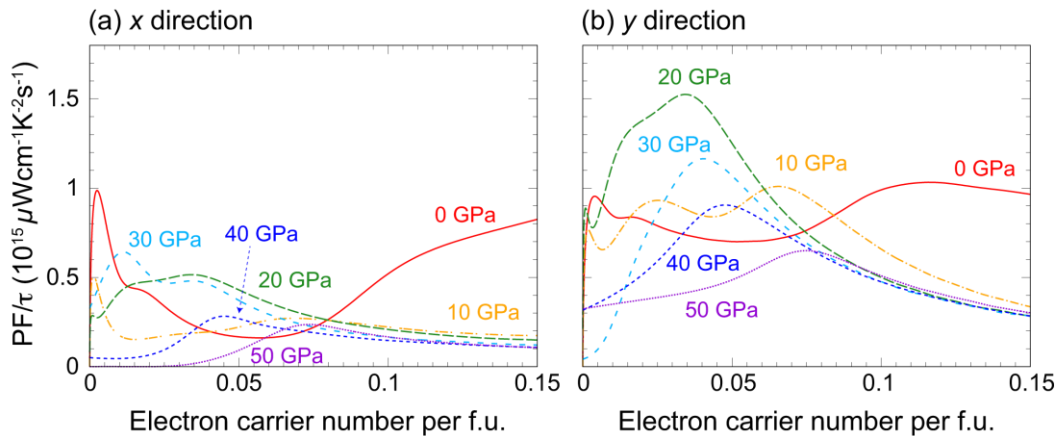 (a) x direction
(b) y direction
PF/τ (10¹⁵ μWcm⁻¹K⁻²s⁻¹)
1.5
1
0.5
0
0 GPa
30 GPa
40 GPa
20 GPa
10 GPa
50 GPa
0
0.05
0.1
0.15
Electron carrier number per f.u.
20 GPa
30 GPa
10 GPa
0 GPa
40 GPa
50 GPa
0
0.05
0.1
0.15
Electron carrier number per f.u.